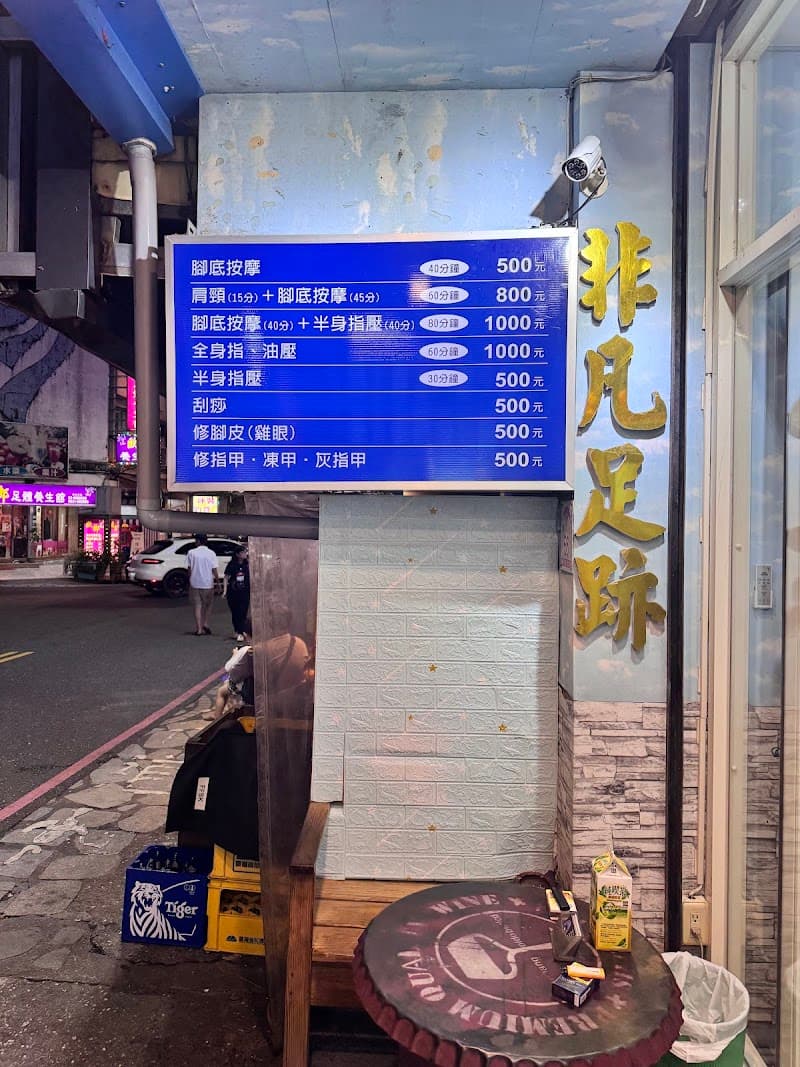 腳底按摩 40分鐘 500元
肩頸(15分)＋腳底按摩(45分) 60分鐘 800元
腳底按摩(40分)＋半身指壓(40分) 80分鐘 1000元
全身指、油壓 60分鐘 1000元
半身指壓 30分鐘 500元
刮痧 500元
修腳皮(雞眼) 500元
修指甲·凍甲·灰指甲 500元
非凡足跡
足體養生館
Tiger
WINE
PREMIUM QUAL